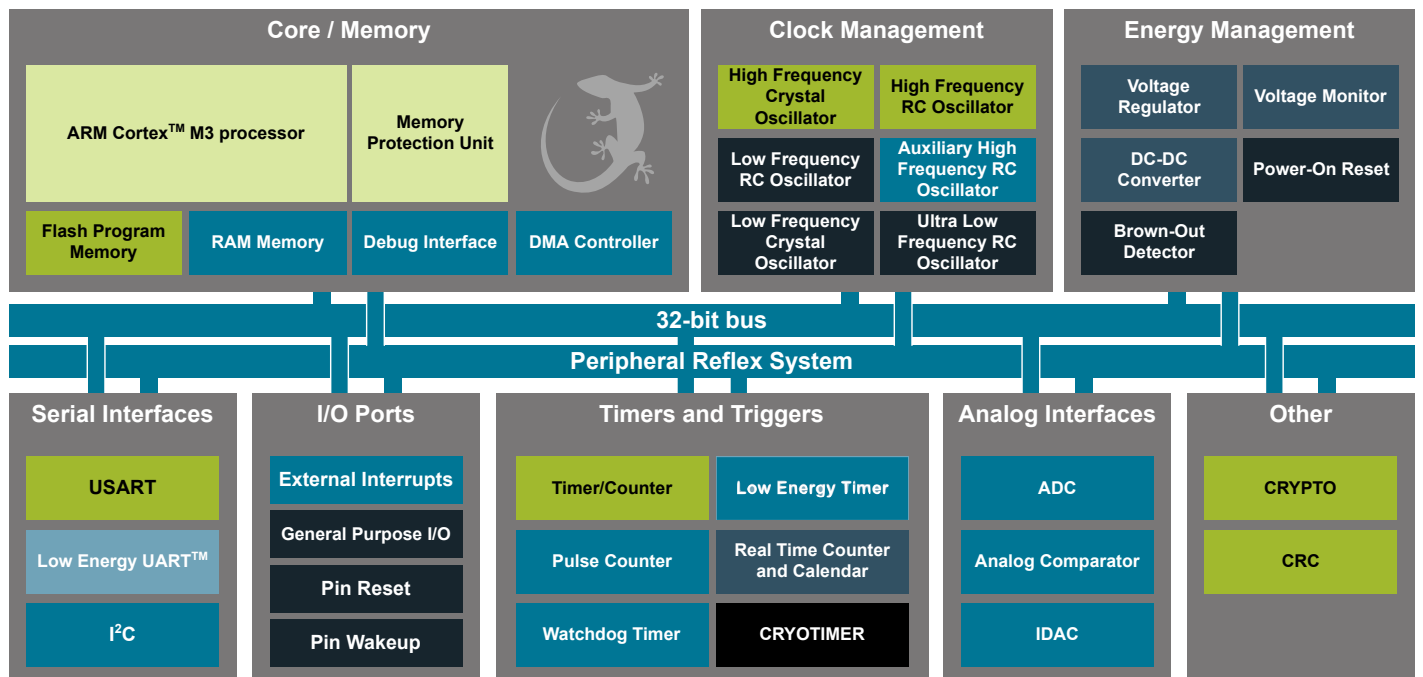 Core / Memory
ARM Cortex™ M3 processor
Memory
Protection Unit
Flash Program
Memory
RAM Memory
Debug Interface
DMA Controller
Clock Management
High Frequency
Crystal
Oscillator
High Frequency
RC Oscillator
Low Frequency
RC Oscillator
Auxiliary High
Frequency RC
Oscillator
Low Frequency
Crystal
Oscillator
Ultra Low
Frequency RC
Oscillator
Energy Management
Voltage
Regulator
Voltage Monitor
DC-DC
Converter
Power-On Reset
Brown-Out
Detector
32-bit bus
Peripheral Reflex System
Serial Interfaces
USART
Low Energy UART™
I²C
I/O Ports
External Interrupts
General Purpose I/O
Pin Reset
Pin Wakeup
Timers and Triggers
Timer/Counter
Low Energy Timer
Pulse Counter
Real Time Counter
and Calendar
Watchdog Timer
CRYOTIMER
Analog Interfaces
ADC
Analog Comparator
IDAC
Other
CRYPTO
CRC